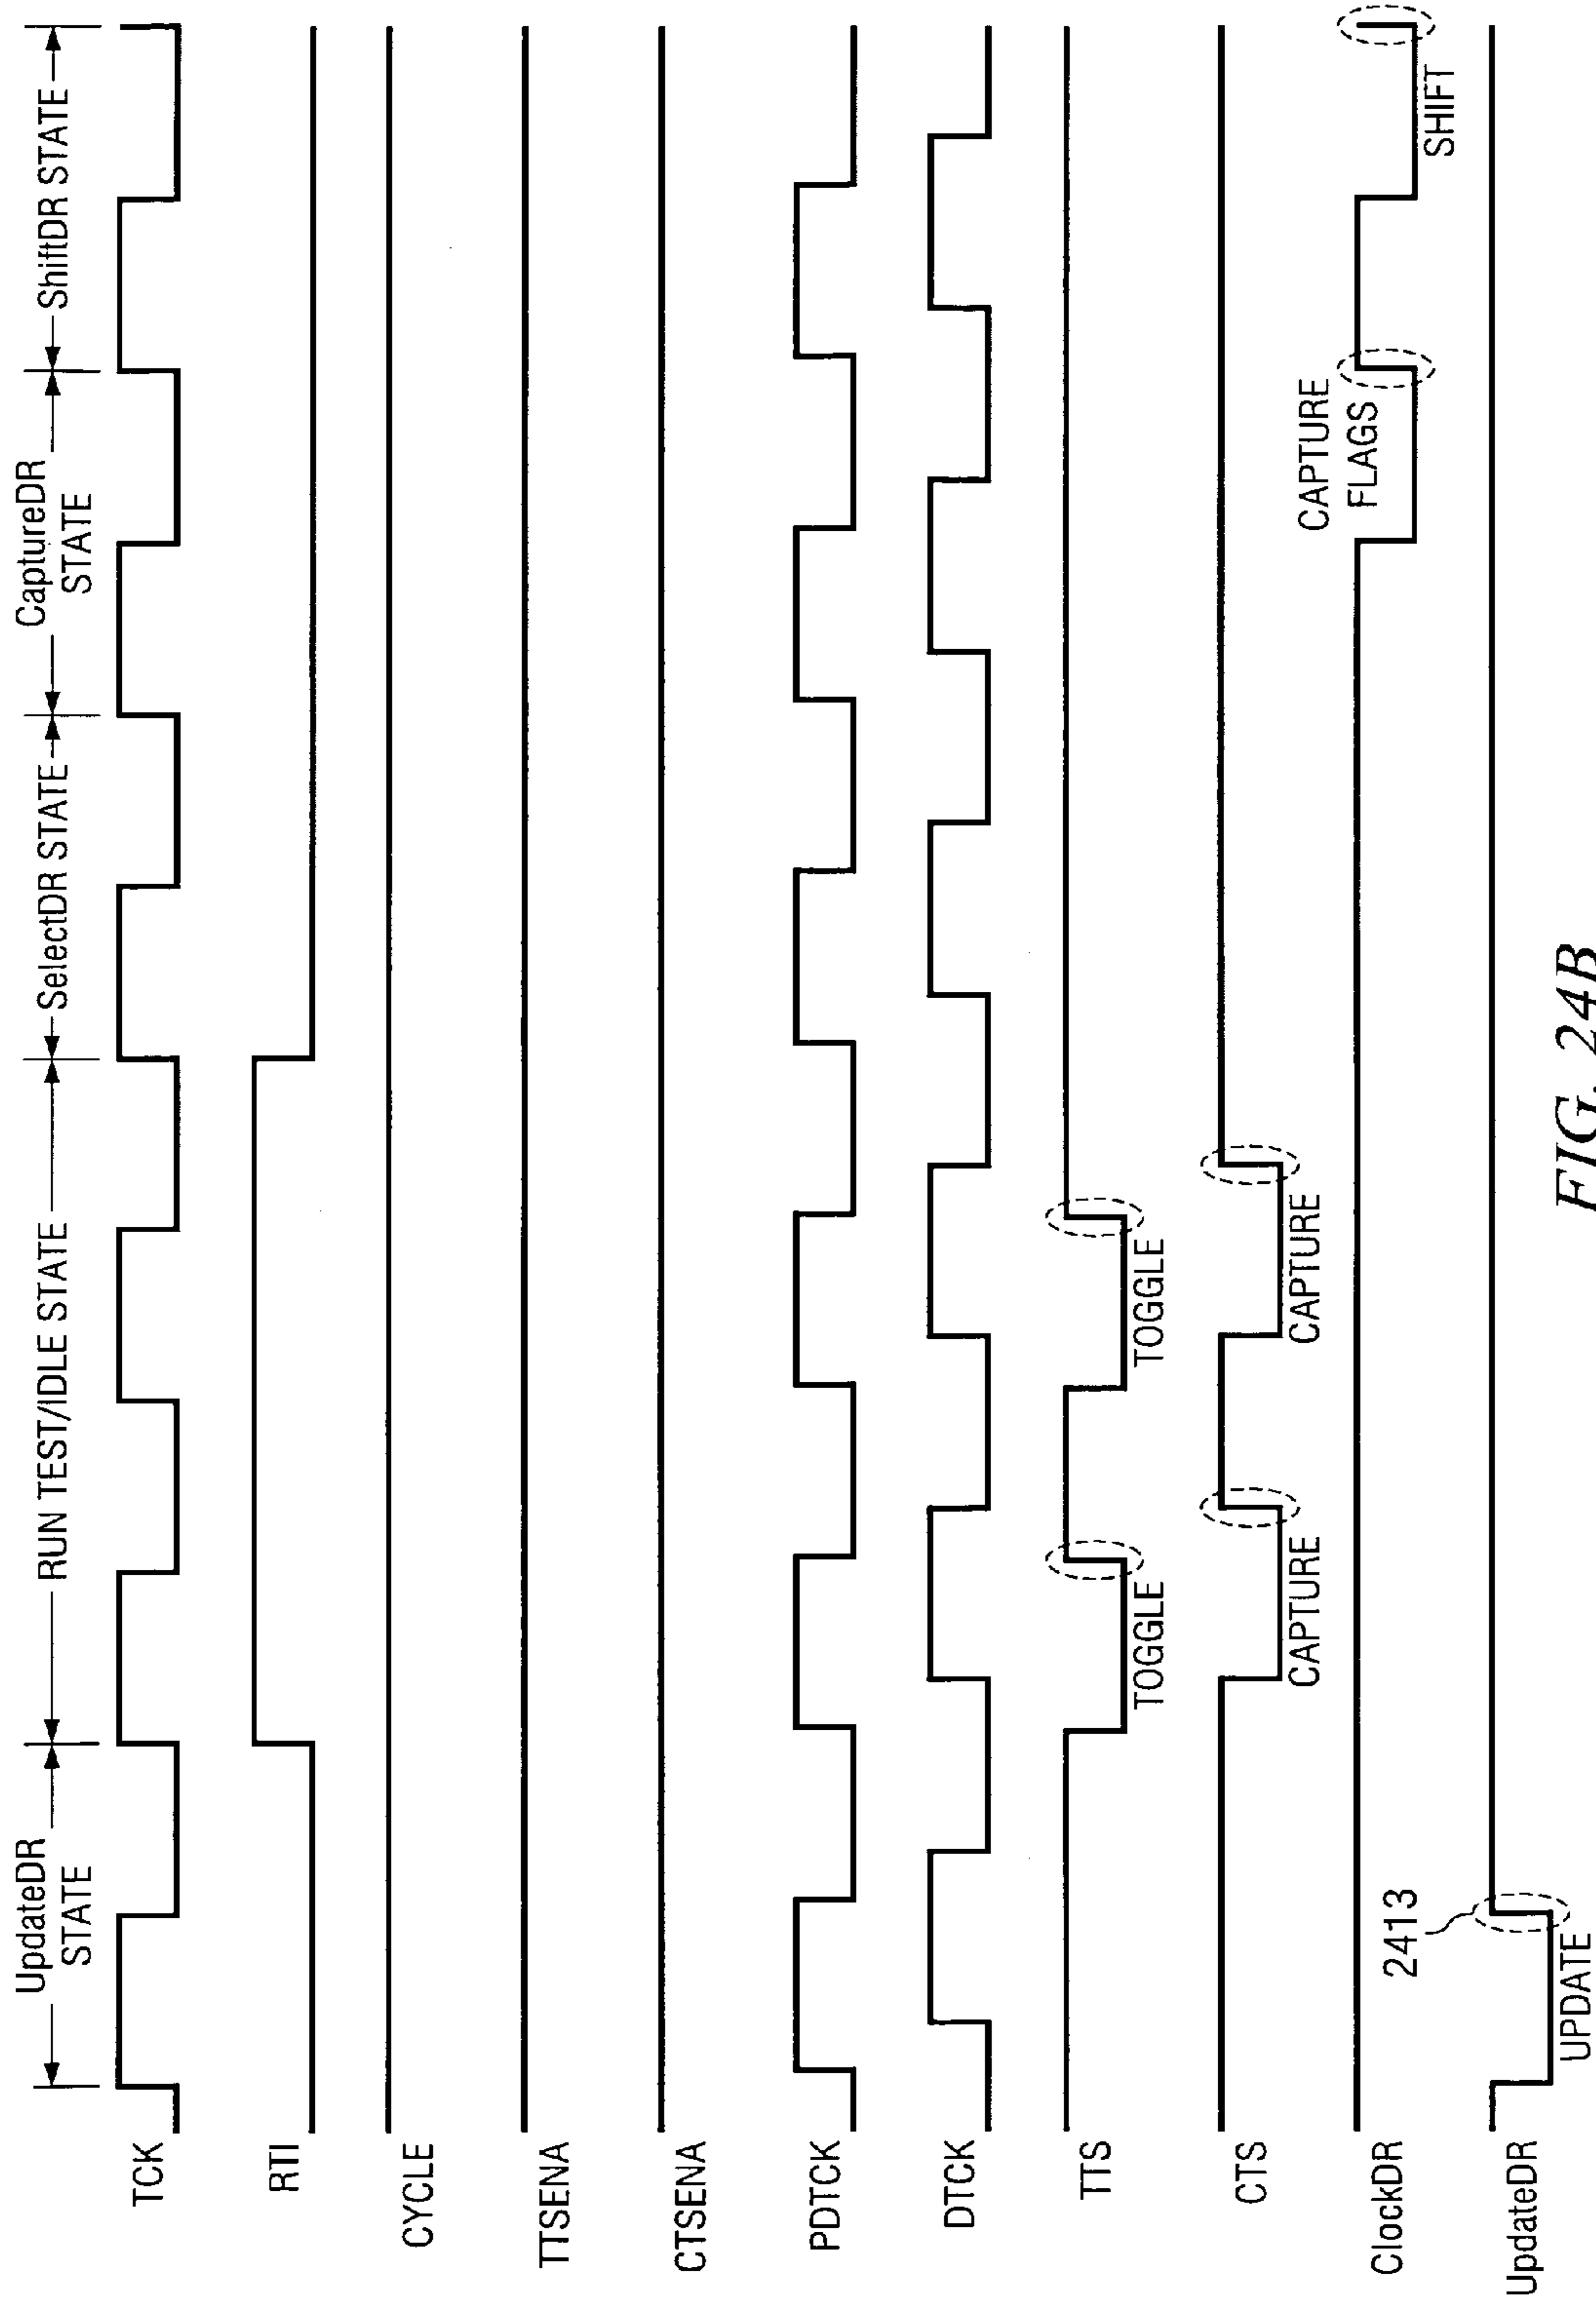 UpdateDR
STATE
RUN TEST/IDLE STATE
SelectDR STATE
CaptureDR
STATE
ShiftDR STATE
TCK
RTI
CYCLE
TTSENA
CTSENA
PDTCK
DTCK
TTS
TOGGLE
TOGGLE
CTS
CAPTURE
CAPTURE
ClockDR
CAPTURE
FLAGS
SHIFT
2413
UpdateDR
UPDATE
FIG. 24B